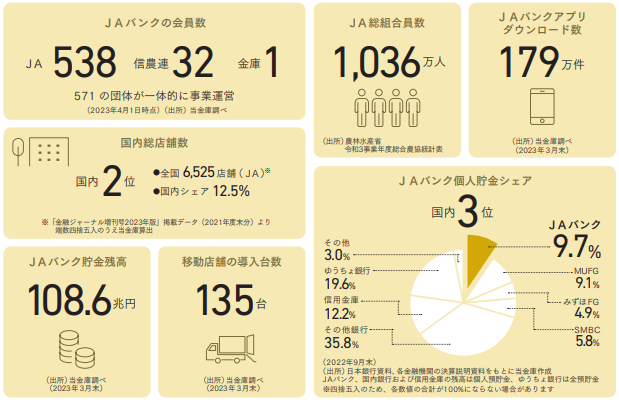 JAバンクの会員数
JA 538 信農連 32 金庫 1
571 の団体が一体的に事業運営
(2023年4月1日時点)(出所)当金庫調べ
JA総組合員数
1,036万人
(出所)農林水産省
令和3事業年度総合農協統計表
JAバンクアプリ
ダウンロード数
179万件
(出所)当金庫調べ
(2023年3月末)
国内総店舗数
国内 2 位
●全国 6,525店舗(JA)※
●国内シェア 12.5%
※「金融ジャーナル増刊号2023年版」掲載データ(2021年度末分)より
端数四捨五入のうえ当金庫算出
JAバンク貯金残高
108.6兆円
(出所)当金庫調べ
(2023年3月末)
移動店舗の導入台数
135台
(出所)当金庫調べ
(2023年3月末)
JAバンク個人貯金シェア
国内3位
JAバンク
9.7%
MUFG
9.1%
みずほFG
4.9%
SMBC
5.8%
その他
3.0%
ゆうちょ銀行
19.6%
信用金庫
12.2%
その他銀行
35.8%
(2022年9月末)
(出所)日本銀行資料、各金融機関の決算説明資料をもとに当金庫作成
JAバンク、国内銀行および信用金庫の残高は個人預貯金、ゆうちょ銀行は全預貯金
※四捨五入のため、各数値の合計が100%にならない場合があります